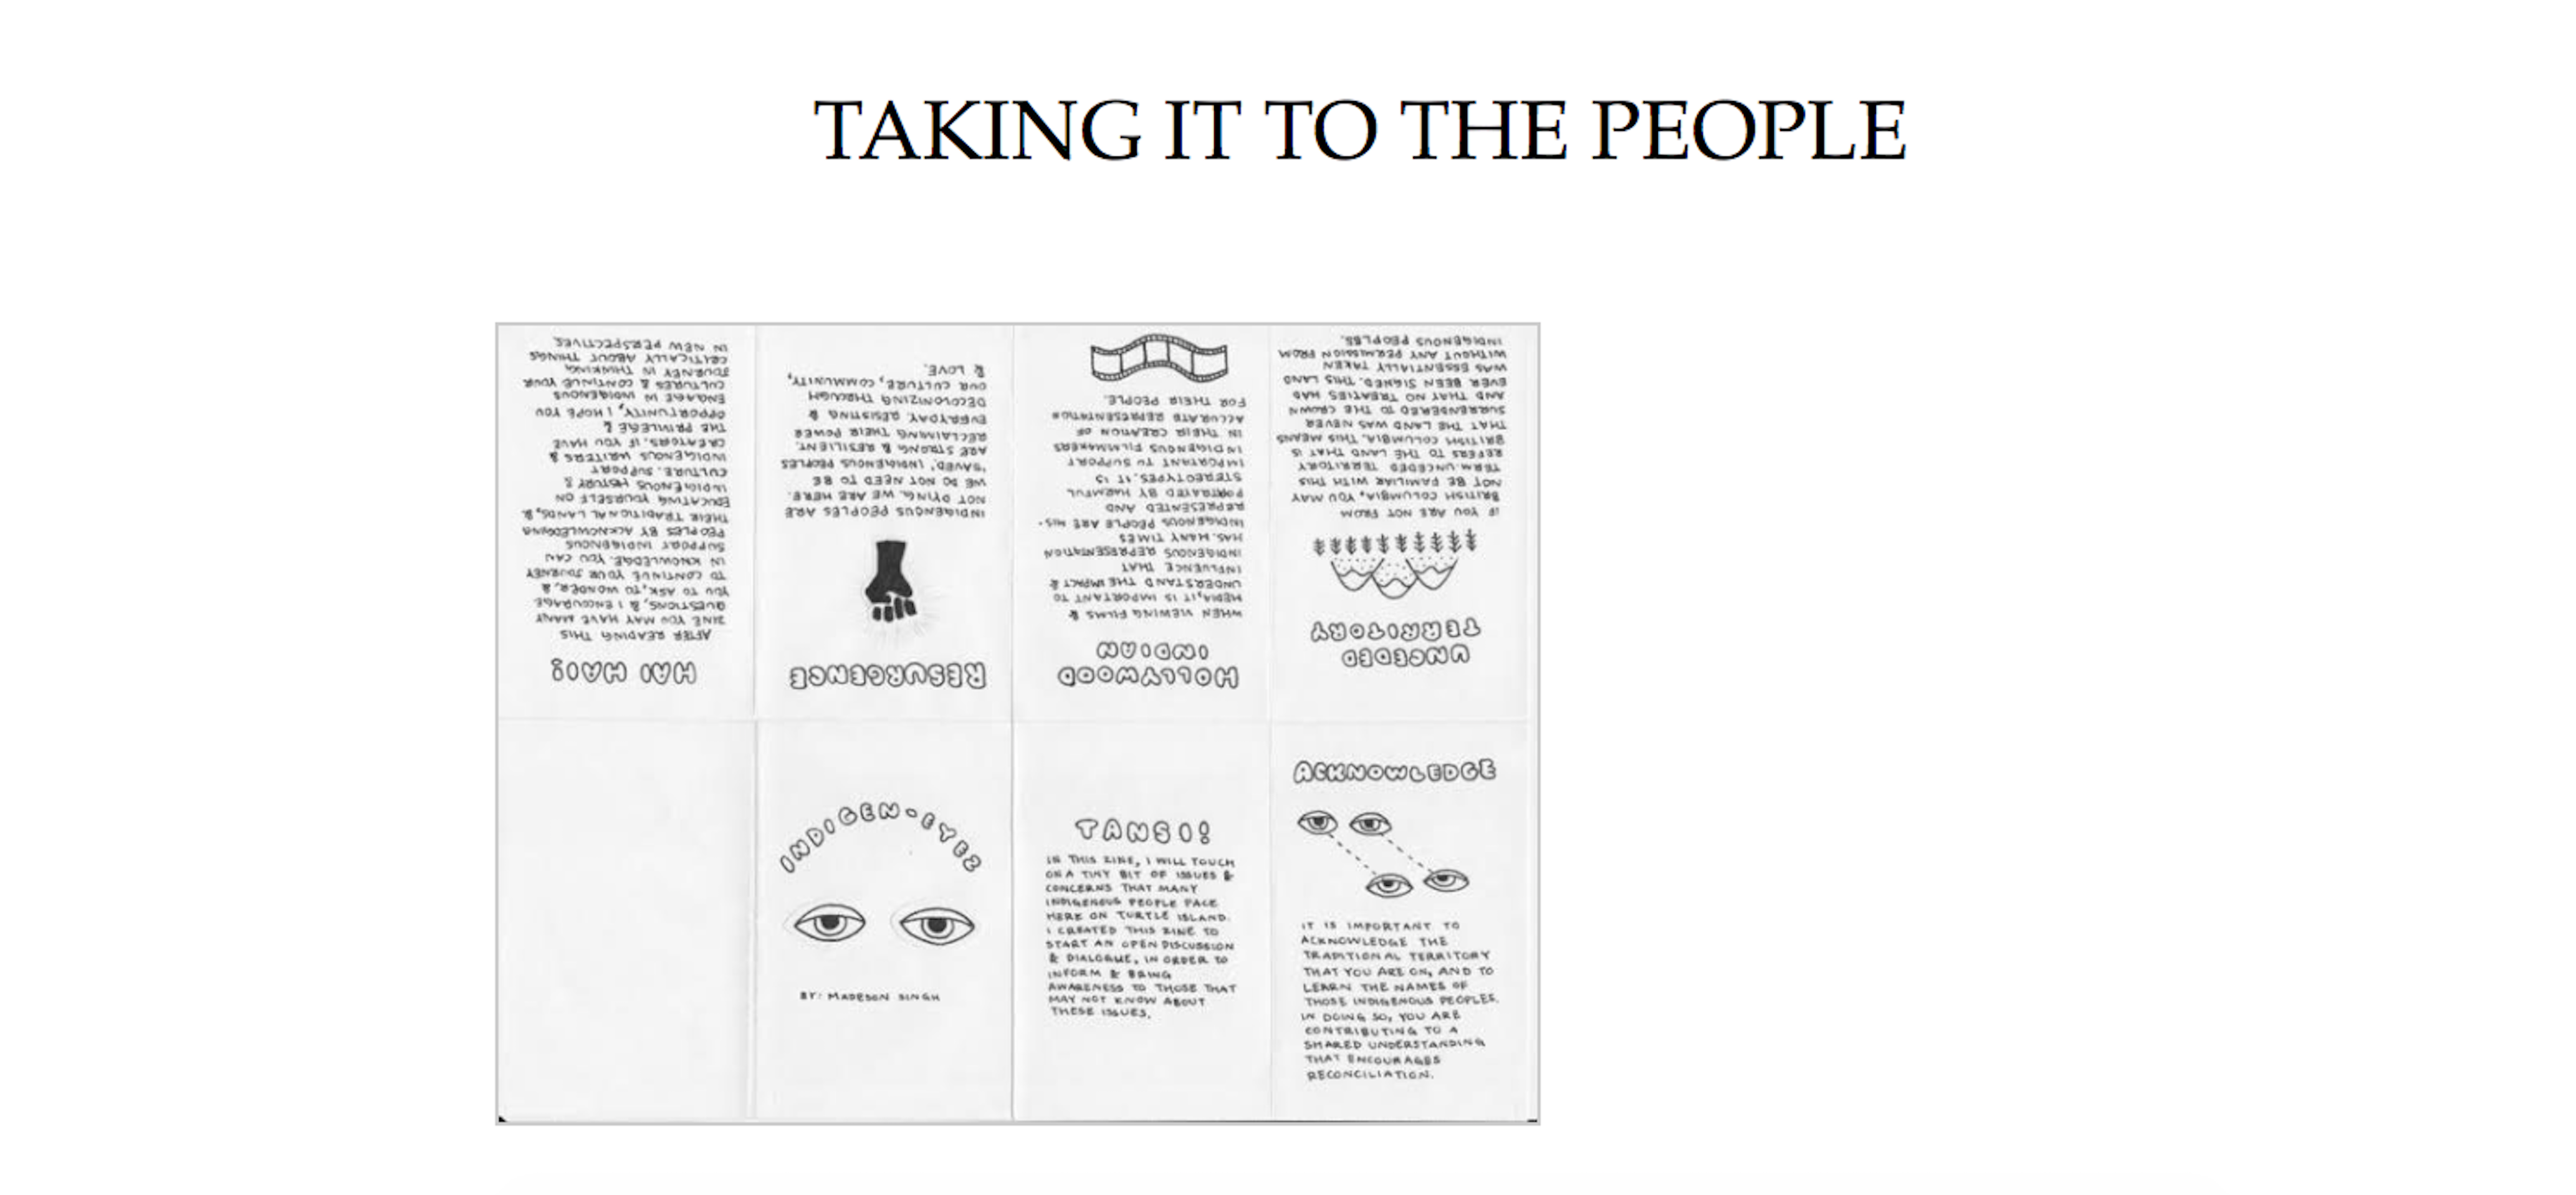 TAKING IT TO THE PEOPLE
INDIGEN-EYES
BY: MADESON SINGH
TANSI!
IN THIS ZINE, I WILL TOUCH
ON A TINY BIT OF ISSUES &
CONCERNS THAT MANY
INDIGENOUS PEOPLE FACE
HERE ON TURTLE ISLAND.
I CREATED THIS ZINE TO
START AN OPEN DISCUSSION
& DIALOGUE, IN ORDER TO
INFORM & BRING
AWARENESS TO THOSE THAT
MAY NOT KNOW ABOUT
THESE ISSUES.
ACKNOWLEDGE
IT IS IMPORTANT TO
ACKNOWLEDGE THE
TRADITIONAL TERRITORY
THAT YOU ARE ON, AND TO
LEARN THE NAMES OF
THOSE INDIGENOUS PEOPLES.
IN DOING SO, YOU ARE
CONTRIBUTING TO A
SHARED UNDERSTANDING
THAT ENCOURAGES
RECONCILIATION.
UNCEDED
TERRITORY
IF YOU ARE NOT FROM
BRITISH COLUMBIA, YOU MAY
NOT BE FAMILIAR WITH THIS
TERM. UNCEDED TERRITORY
REFERS TO THE LAND THAT IS
BRITISH COLUMBIA. THIS MEANS
THAT THE LAND WAS NEVER
SURRENDERED TO THE CROWN
AND THAT NO TREATIES HAD
EVER BEEN SIGNED. THIS LAND
WAS ESSENTIALLY TAKEN
WITHOUT ANY PERMISSION FROM
INDIGENOUS PEOPLES.
HOLLYWOOD
INDIAN
WHEN VIEWING FILMS &
MEDIA, IT IS IMPORTANT TO
UNDERSTAND THE IMPACT &
INFLUENCE THAT
INDIGENOUS REPRESENTATION
HAS. MANY TIMES
INDIGENOUS PEOPLE ARE MIS-
REPRESENTED AND
PORTRAYED BY HARMFUL
STEREOTYPES. IT IS
IMPORTANT TO SUPPORT
INDIGENOUS FILMMAKERS
IN THEIR CREATION OF
ACCURATE REPRESENTATION
FOR THEIR PEOPLE.
RESURGENCE
INDIGENOUS PEOPLES ARE
NOT DYING, WE ARE HERE.
WE DO NOT NEED TO BE
'SAVED'. INDIGENOUS PEOPLES
ARE STRONG & RESILIENT.
RECLAIMING THEIR POWER
EVERYDAY. RESISTING &
DECOLONIZING THROUGH
OUR CULTURE, COMMUNITY,
& LOVE.
HAI HAI!
AFTER READING THIS
ZINE YOU MAY HAVE MANY
QUESTIONS, & I ENCOURAGE
YOU TO ASK, TO WONDER, &
TO CONTINUE YOUR JOURNEY
IN KNOWLEDGE. YOU CAN
SUPPORT INDIGENOUS
PEOPLES BY ACKNOWLEDGING
THEIR TRADITIONAL LANDS, &
EDUCATING YOURSELF ON
INDIGENOUS HISTORY &
CULTURE. SUPPORT
INDIGENOUS WRITERS &
CREATORS. IF YOU HAVE
THE PRIVILEGE &
OPPORTUNITY, I HOPE YOU
ENGAGE IN INDIGENOUS
CULTURES & CONTINUE YOUR
JOURNEY IN THINKING
CRITICALLY ABOUT THINGS
IN NEW PERSPECTIVES.